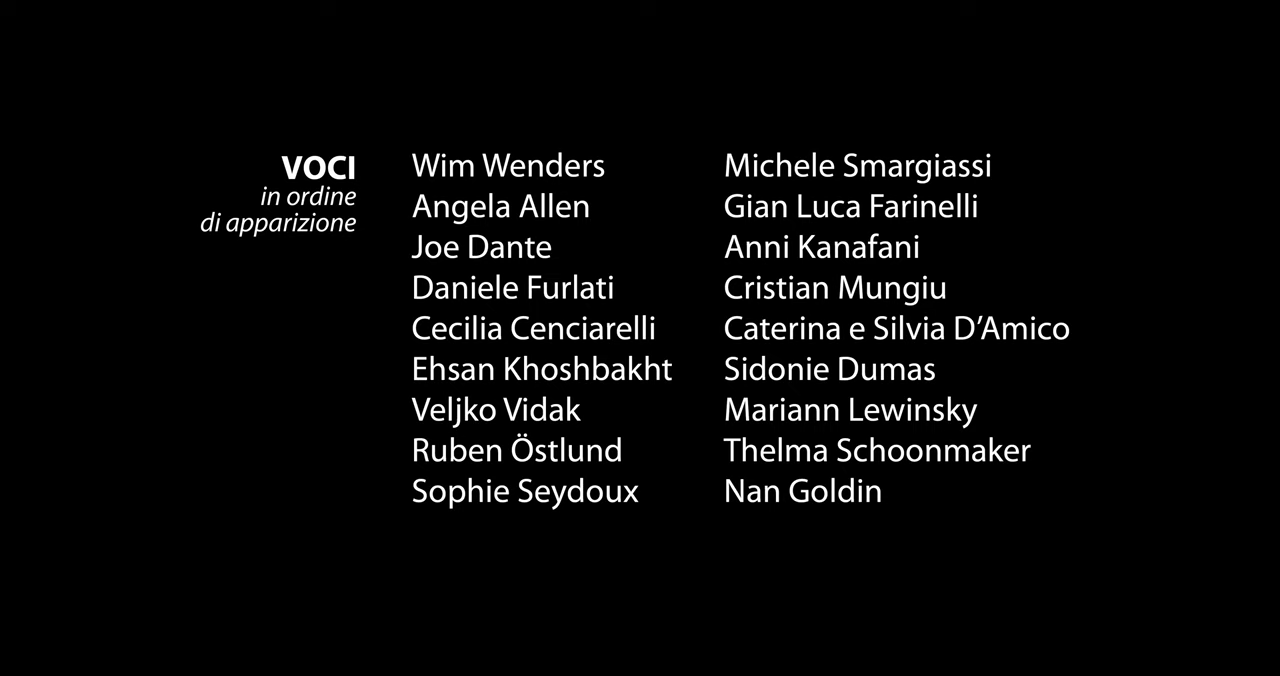 VOCI
in ordine
di apparizione
Wim Wenders
Angela Allen
Joe Dante
Daniele Furlati
Cecilia Cenciarelli
Ehsan Khoshbakht
Veljko Vidak
Ruben Östlund
Sophie Seydoux
Michele Smargiassi
Gian Luca Farinelli
Anni Kanafani
Cristian Mungiu
Caterina e Silvia D’Amico
Sidonie Dumas
Mariann Lewinsky
Thelma Schoonmaker
Nan Goldin